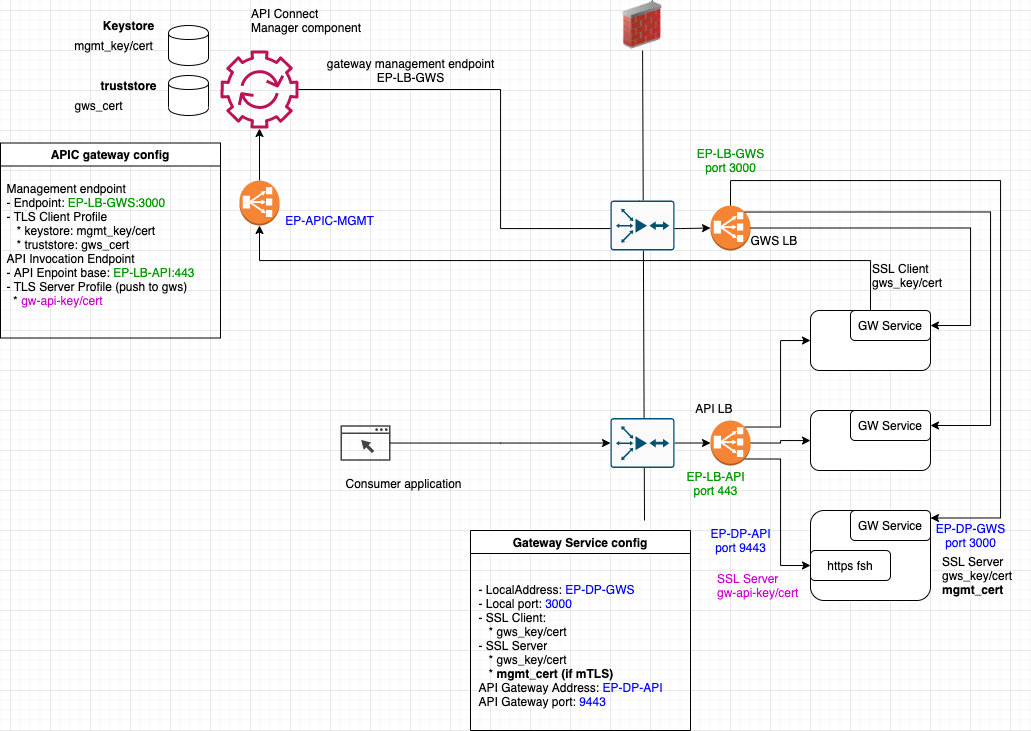 Keystore
mgmt_key/cert
API Connect
Manager component
truststore
gws_cert
gateway management endpoint
EP-LB-GWS
APIC gateway config
Management endpoint
- Endpoint: EP-LB-GWS:3000
- TLS Client Profile
* keystore: mgmt_key/cert
* truststore: gws_cert
API Invocation Endpoint
- API Enpoint base: EP-LB-API:443
- TLS Server Profile (push to gws)
* gw-api-key/cert
EP-APIC-MGMT
EP-LB-GWS
port 3000
GWS LB
SSL Client
gws_key/cert
GW Service
API LB
GW Service
Consumer application
EP-LB-API
port 443
GW Service
https fsh
EP-DP-API
port 9443
SSL Server
gw-api-key/cert
EP-DP-GWS
port 3000
SSL Server
gws_key/cert
mgmt_cert
Gateway Service config
- LocalAddress: EP-DP-GWS
- Local port: 3000
- SSL Client:
* gws_key/cert
- SSL Server
* gws_key/cert
* mgmt_cert (if mTLS)
API Gateway Address: EP-DP-API
API Gateway port: 9443